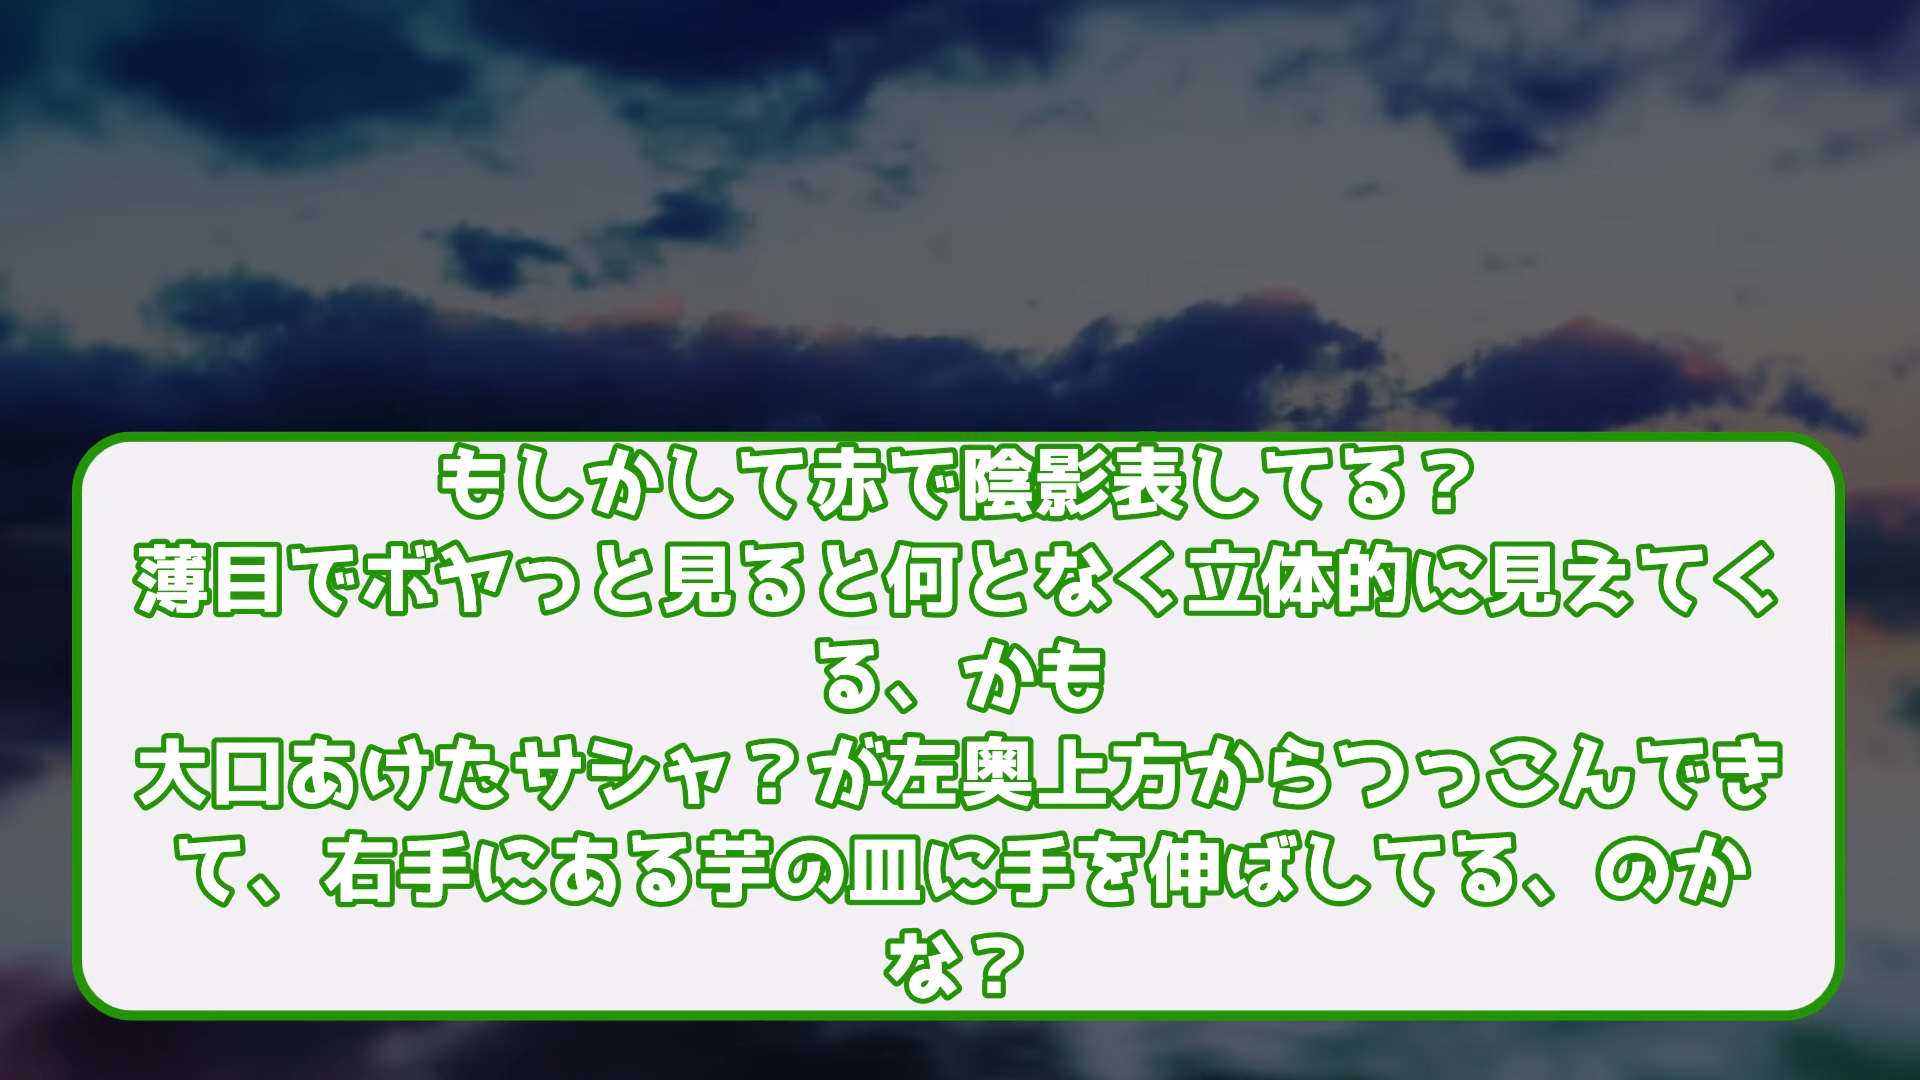 もしかして赤で陰影表してる？
薄目でボヤっと見ると何となく立体的に見えてく
る、かも
大口あけたサシャ？が左奥上方からつっこんでき
て、右手にある芋の皿に手を伸ばしてる、のか
な？